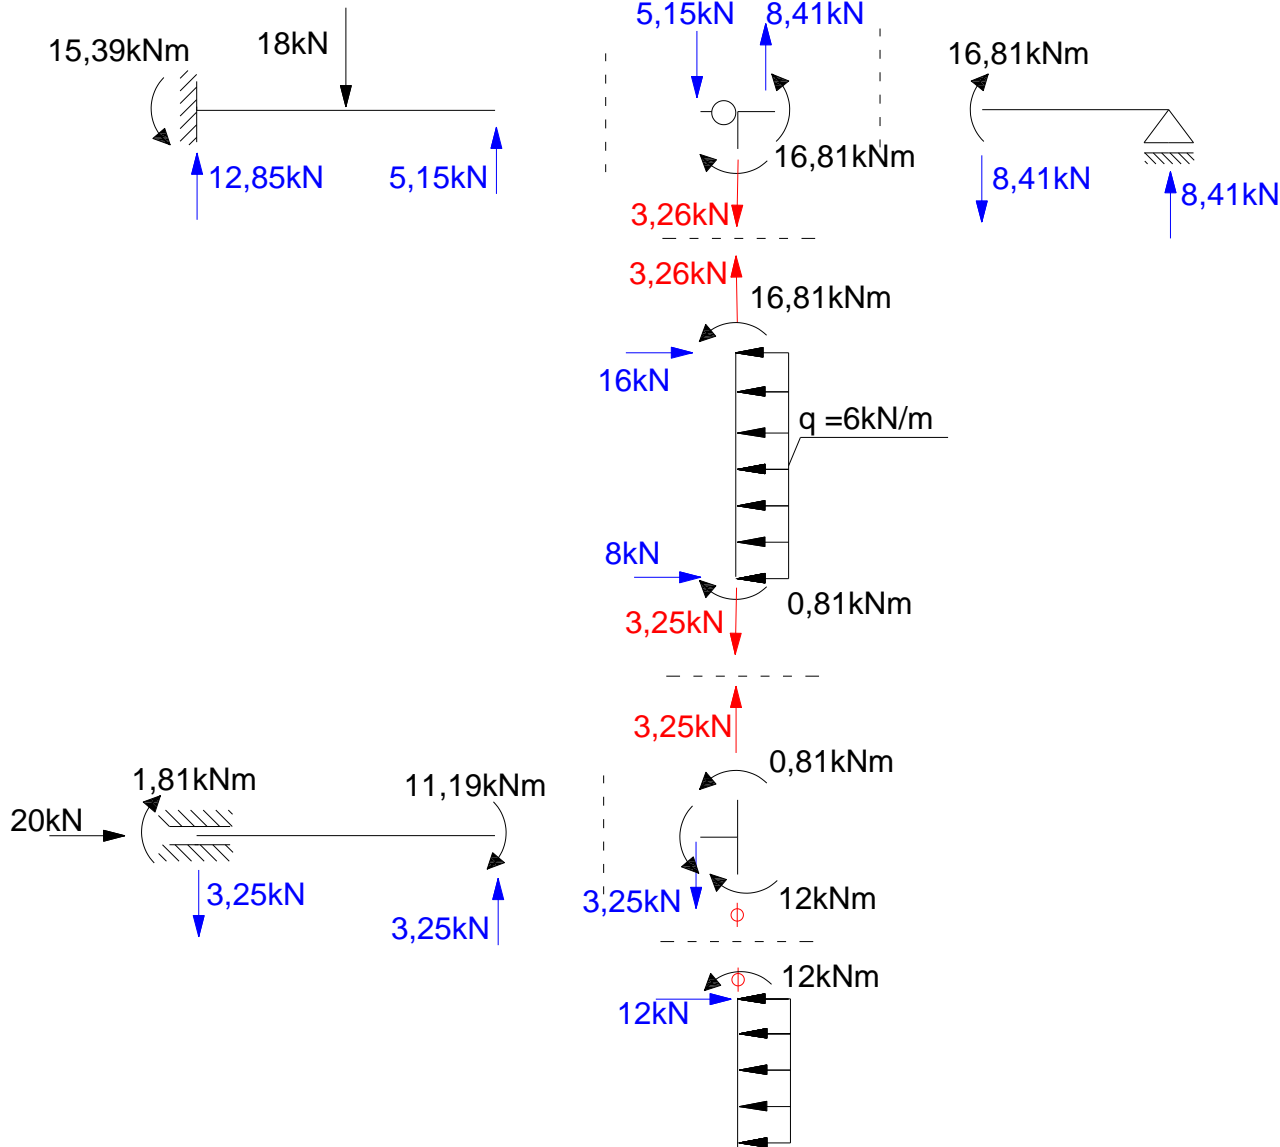 5,15kN 8,41kN
15,39kNm 18kN 16,81kNm
16,81kNm
12,85kN 5,15kN 8,41kN 8,41kN
3,26kN
3,26kN
16,81kNm
16kN
q =6kN/m
8kN
0,81kNm
3,25kN
3,25kN
0,81kNm
1,81kNm 11,19kNm
20kN
3,25kN 3,25kN 12kNm
3,25kN
12kNm
12kN